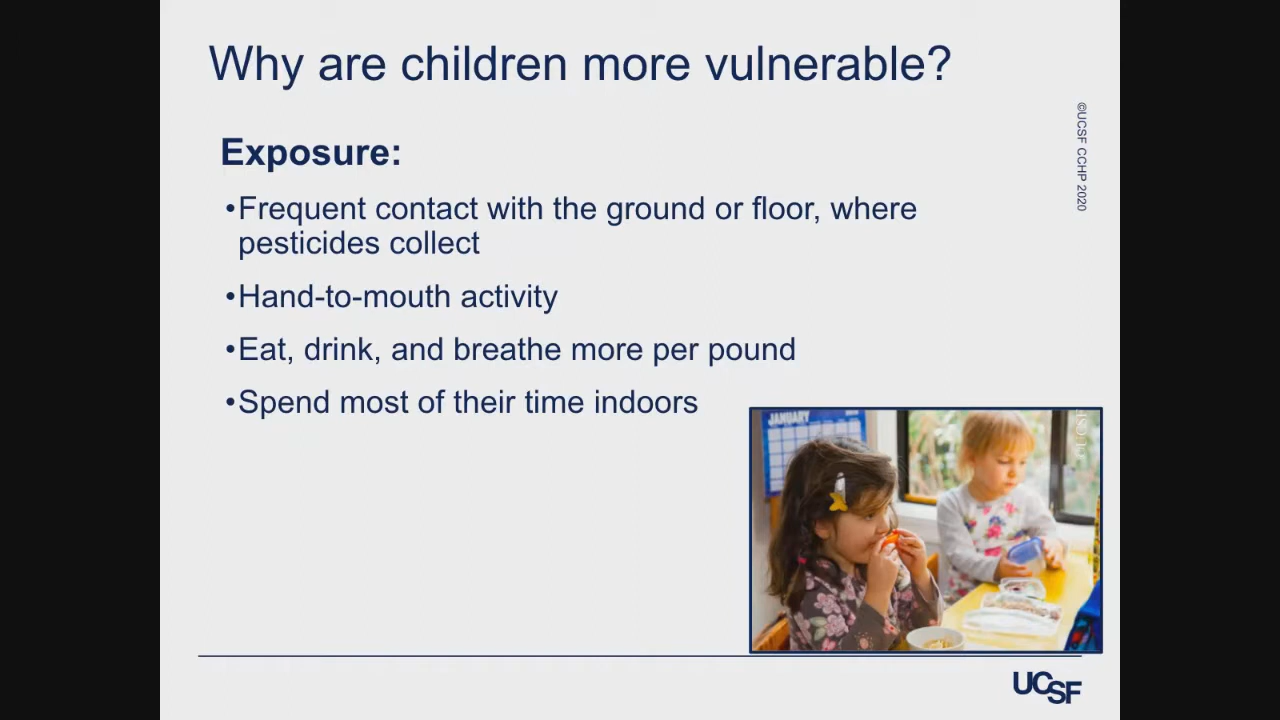 Why are children more vulnerable?
©UCSF CCHP 2020
Exposure:
•Frequent contact with the ground or floor, where
pesticides collect
•Hand-to-mouth activity
•Eat, drink, and breathe more per pound
•Spend most of their time indoors
JANUARY
UCSF